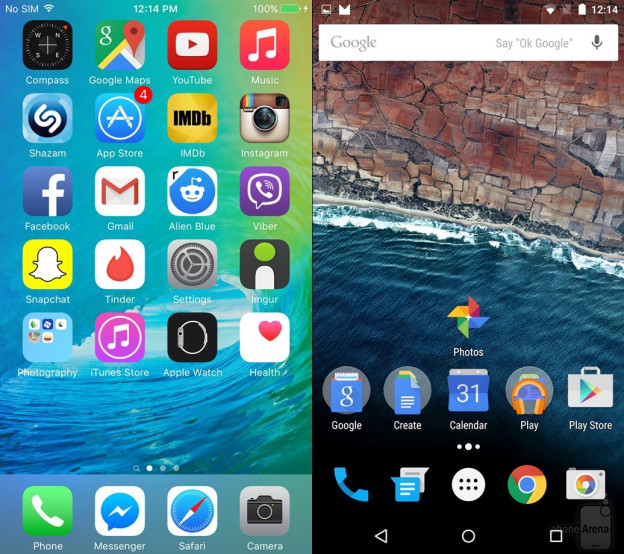 No SIM 12:14 PM 100%
Compass Google Maps YouTube Music
4
Shazam App Store IMDb Instagram
Facebook Gmail Alien Blue Viber
Snapchat Tinder Settings Imgur
Photography iTunes Store Apple Watch Health
Phone Messenger Safari Camera
12:14
Google Say "Ok Google"
Photos
31
Google Create Calendar Play Play Store
phoneArena